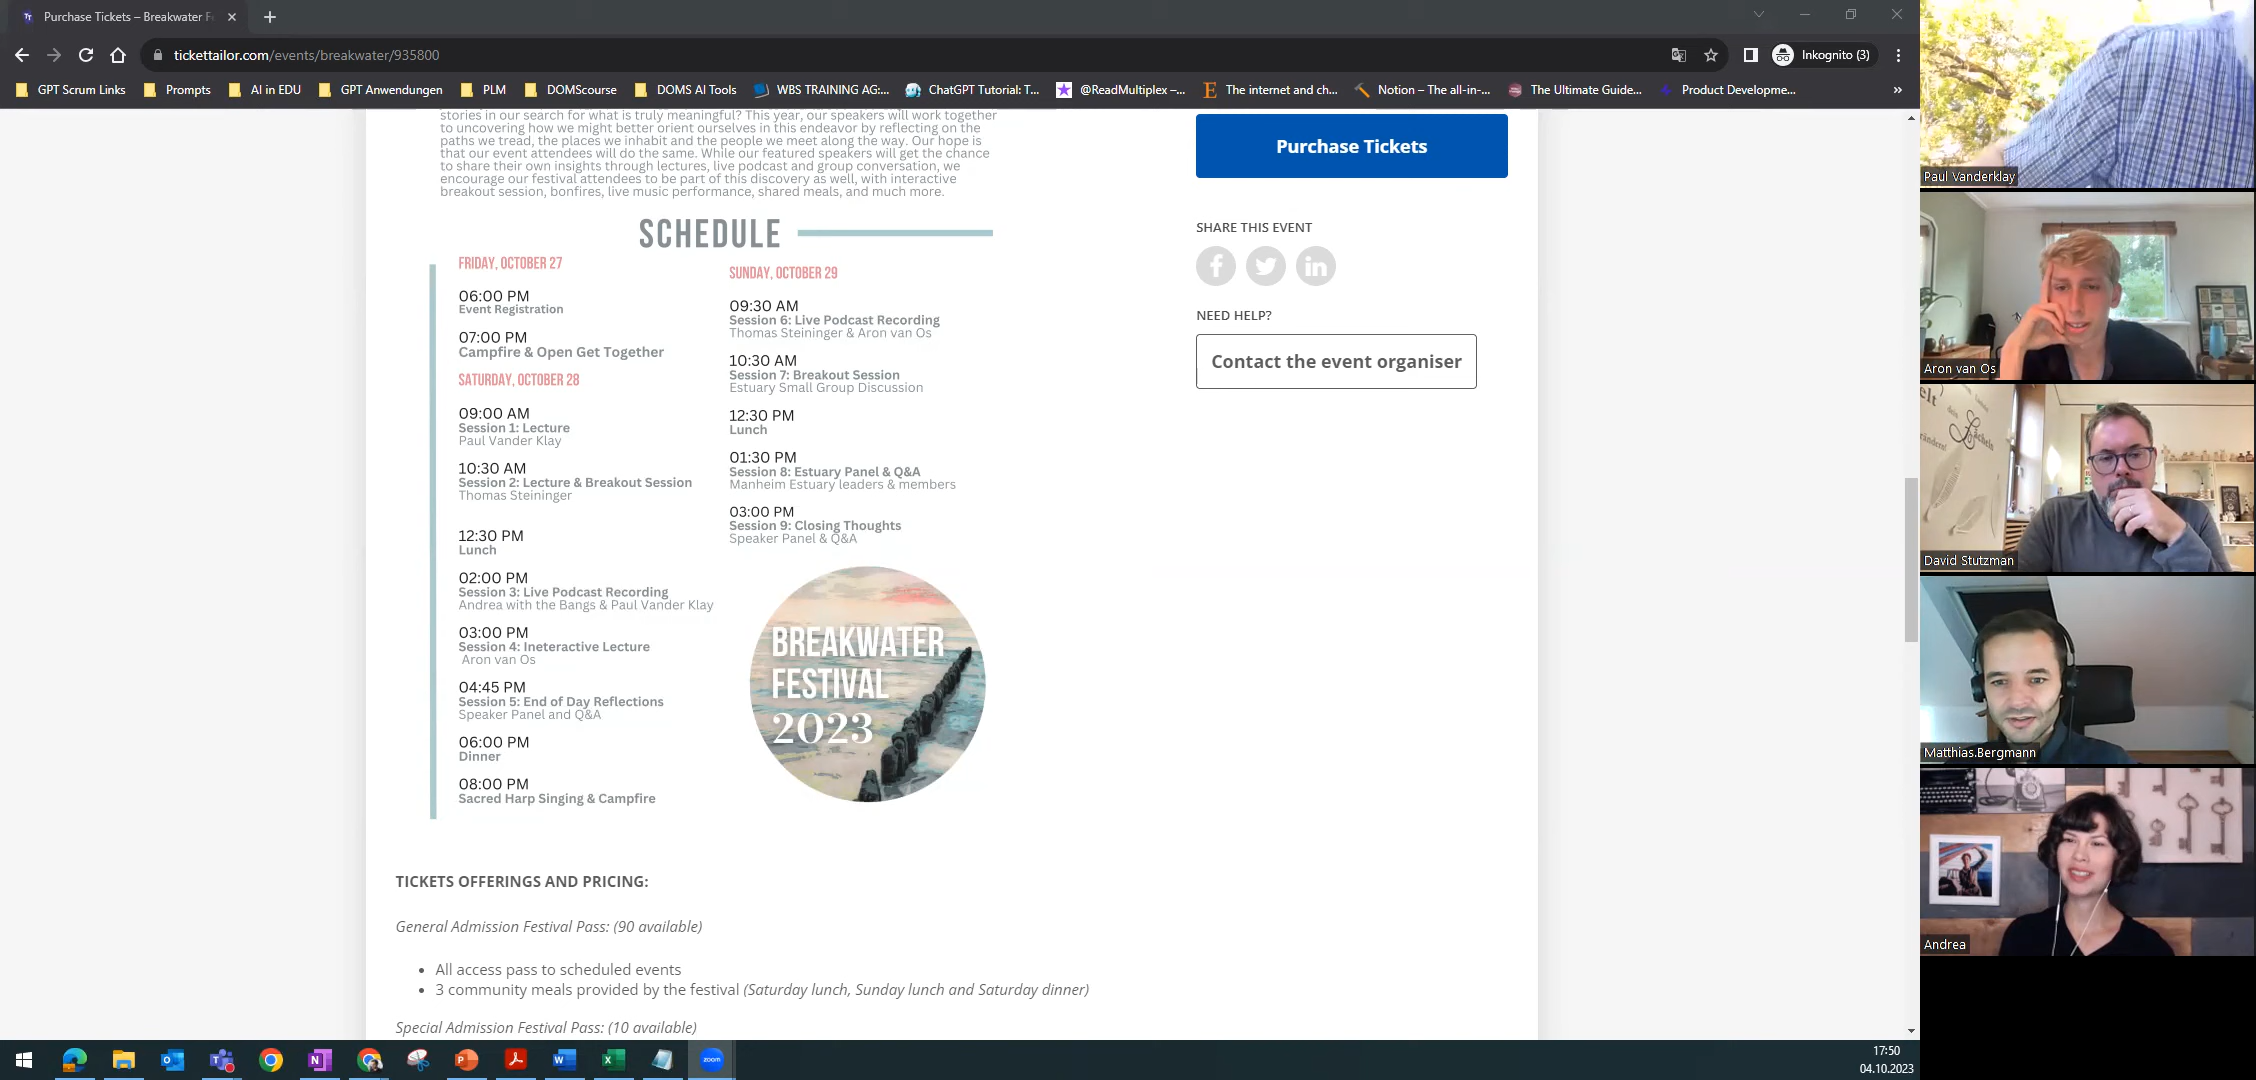 Purchase Tickets – Breakwater F
tickettailor.com/events/breakwater/935800
Inkognito (3)
GPT Scrum Links
Prompts
AI in EDU
GPT Anwendungen
PLM
DOMScourse
DOMS AI Tools
WBS TRAINING AG:...
ChatGPT Tutorial: T...
@ReadMultiplex –...
The internet and ch...
Notion – The all-in-...
The Ultimate Guide...
Product Developme...
stories in our search for what is truly meaningful? This year, our speakers will work together
to uncovering how we might better orient ourselves in this endeavor by reflecting on the
paths we tread, the places we inhabit and the people we meet along the way. Our hope is
that our event attendees will do the same. While our featured speakers will get the chance
to share their own insights through lectures, live podcast and group conversation, we
encourage our festival attendees to be part of this discovery as well, with interactive
breakout session, bonfires, live music performance, shared meals, and much more.
SCHEDULE
FRIDAY, OCTOBER 27
06:00 PM
Event Registration
07:00 PM
Campfire & Open Get Together
SATURDAY, OCTOBER 28
09:00 AM
Session 1: Lecture
Paul Vander Klay
10:30 AM
Session 2: Lecture & Breakout Session
Thomas Steininger
12:30 PM
Lunch
02:00 PM
Session 3: Live Podcast Recording
Andrea with the Bangs & Paul Vander Klay
03:00 PM
Session 4: Ineteractive Lecture
Aron van Os
04:45 PM
Session 5: End of Day Reflections
Speaker Panel and Q&A
06:00 PM
Dinner
08:00 PM
Sacred Harp Singing & Campfire
SUNDAY, OCTOBER 29
09:30 AM
Session 6: Live Podcast Recording
Thomas Steininger & Aron van Os
10:30 AM
Session 7: Breakout Session
Estuary Small Group Discussion
12:30 PM
Lunch
01:30 PM
Session 8: Estuary Panel & Q&A
Manheim Estuary leaders & members
03:00 PM
Session 9: Closing Thoughts
Speaker Panel & Q&A
BREAKWATER
FESTIVAL
2023
TICKETS OFFERINGS AND PRICING:
General Admission Festival Pass: (90 available)
All access pass to scheduled events
3 community meals provided by the festival (Saturday lunch, Sunday lunch and Saturday dinner)
Special Admission Festival Pass: (10 available)
Purchase Tickets
SHARE THIS EVENT
NEED HELP?
Contact the event organiser
Paul Vanderklay
Aron van Os
David Stutzman
Matthias.Bergmann
Andrea
zoom
17:50
04.10.2023